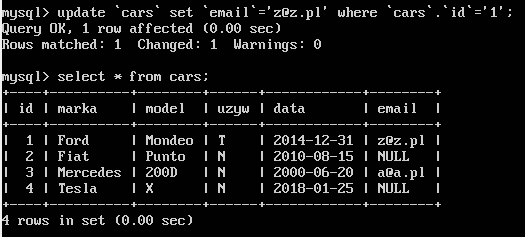 mysql> update `cars` set `email`='z@z.pl' where `cars`.`id`='1';
Query OK, 1 row affected (0.00 sec)
Rows matched: 1  Changed: 1  Warnings: 0

mysql> select * from cars;
+----+----------+--------+------+------------+--------+
| id | marka    | model  | uzyw | data       | email  |
+----+----------+--------+------+------------+--------+
|  1 | Ford     | Mondeo | T    | 2014-12-31 | z@z.pl |
|  2 | Fiat     | Punto  | N    | 2010-08-15 | NULL   |
|  3 | Mercedes | 200D   | N    | 2000-06-20 | a@a.pl |
|  4 | Tesla    | X      | N    | 2018-01-25 | NULL   |
+----+----------+--------+------+------------+--------+
4 rows in set (0.00 sec)